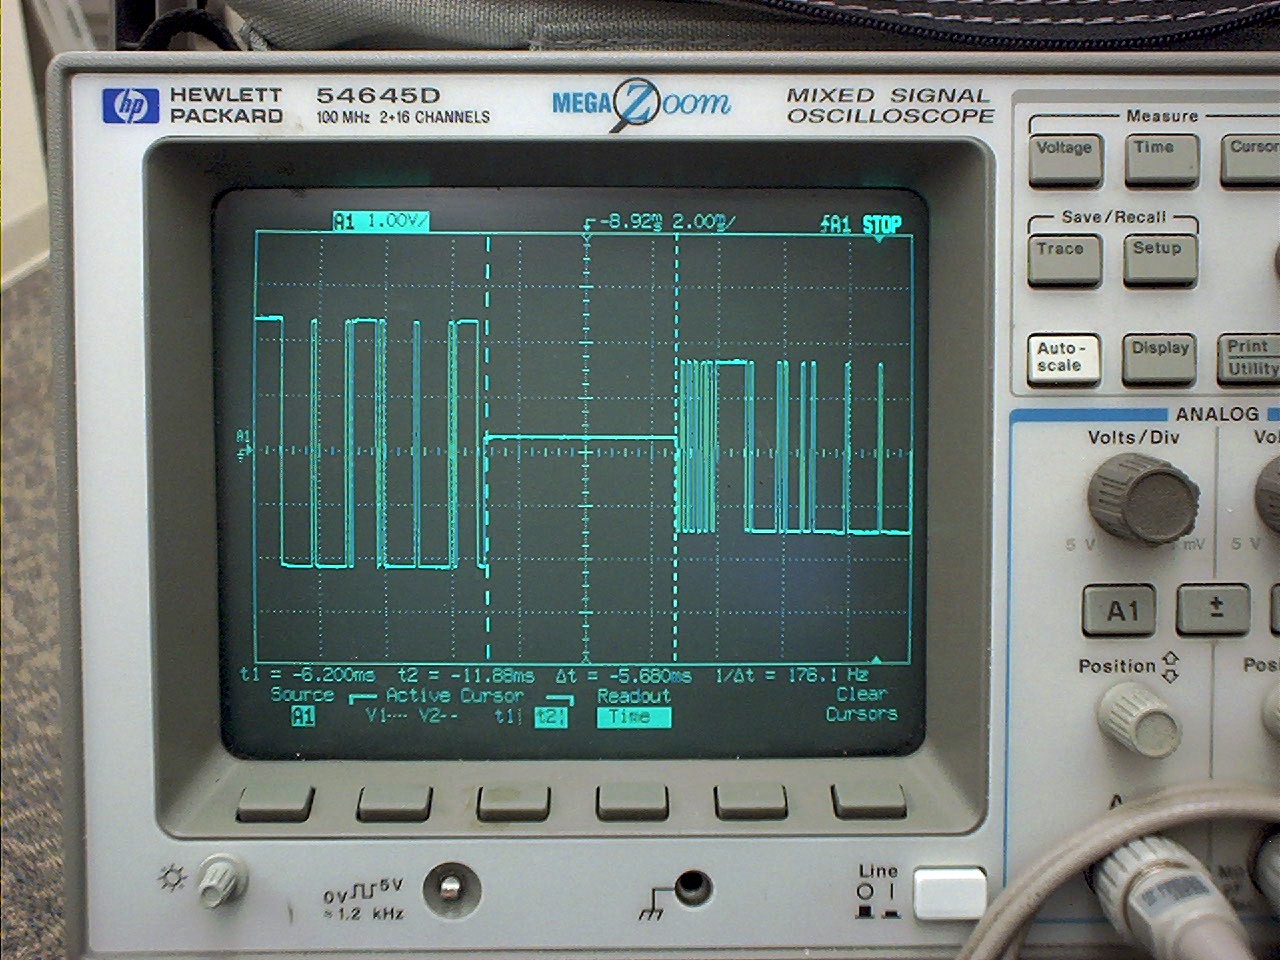 hp HEWLETT PACKARD
54645D
100 MHz 2+16 CHANNELS
MEGA Zoom
MIXED SIGNAL OSCILLOSCOPE
A1 1.00V/ -8.92ms 2.00ms/ A1 STOP
A1
t1 = -6.200ms t2 = -11.88ms Δt = -5.680ms 1/Δt = 176.1 Hz
Source Active Cursor Readout Clear
A1 V1 V2 t1 t2 Time Cursors
Measure
Voltage Time Cursor
Save/Recall
Trace Setup
Auto-scale Display Print Utility
ANALOG
Volts/Div
5 V mV 5 V
A1 ±
Position
0V 5V
≈1.2 kHz
Line
O I